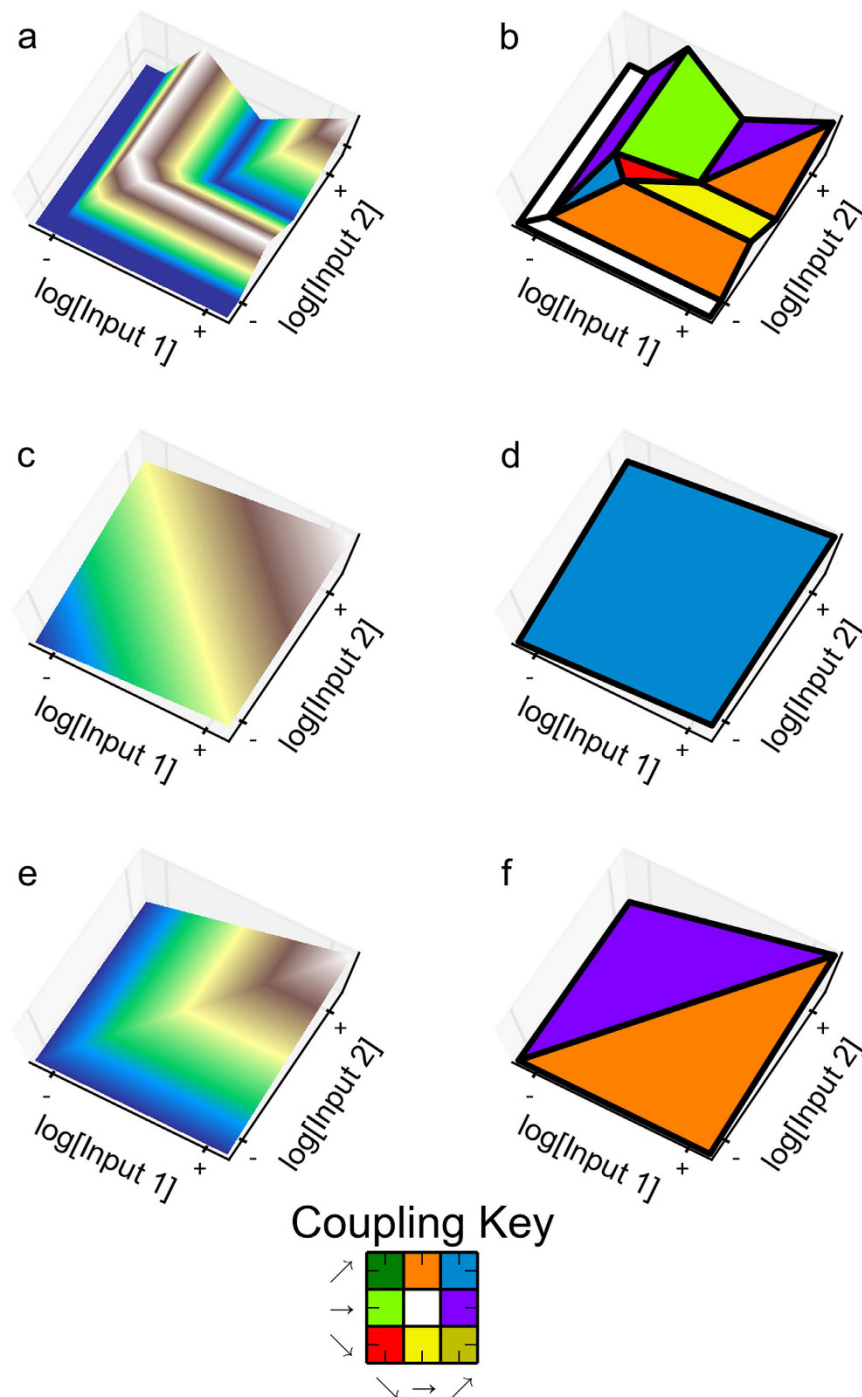 a
b
-
+
log[Input 1]
-
+
log[Input 2]
-
+
log[Input 1]
-
+
log[Input 2]
c
d
-
+
log[Input 1]
-
+
log[Input 2]
-
+
log[Input 1]
-
+
log[Input 2]
e
f
-
+
log[Input 1]
-
+
log[Input 2]
-
+
log[Input 1]
-
+
log[Input 2]
Coupling Key
↗
→
↘
↘ → ↗